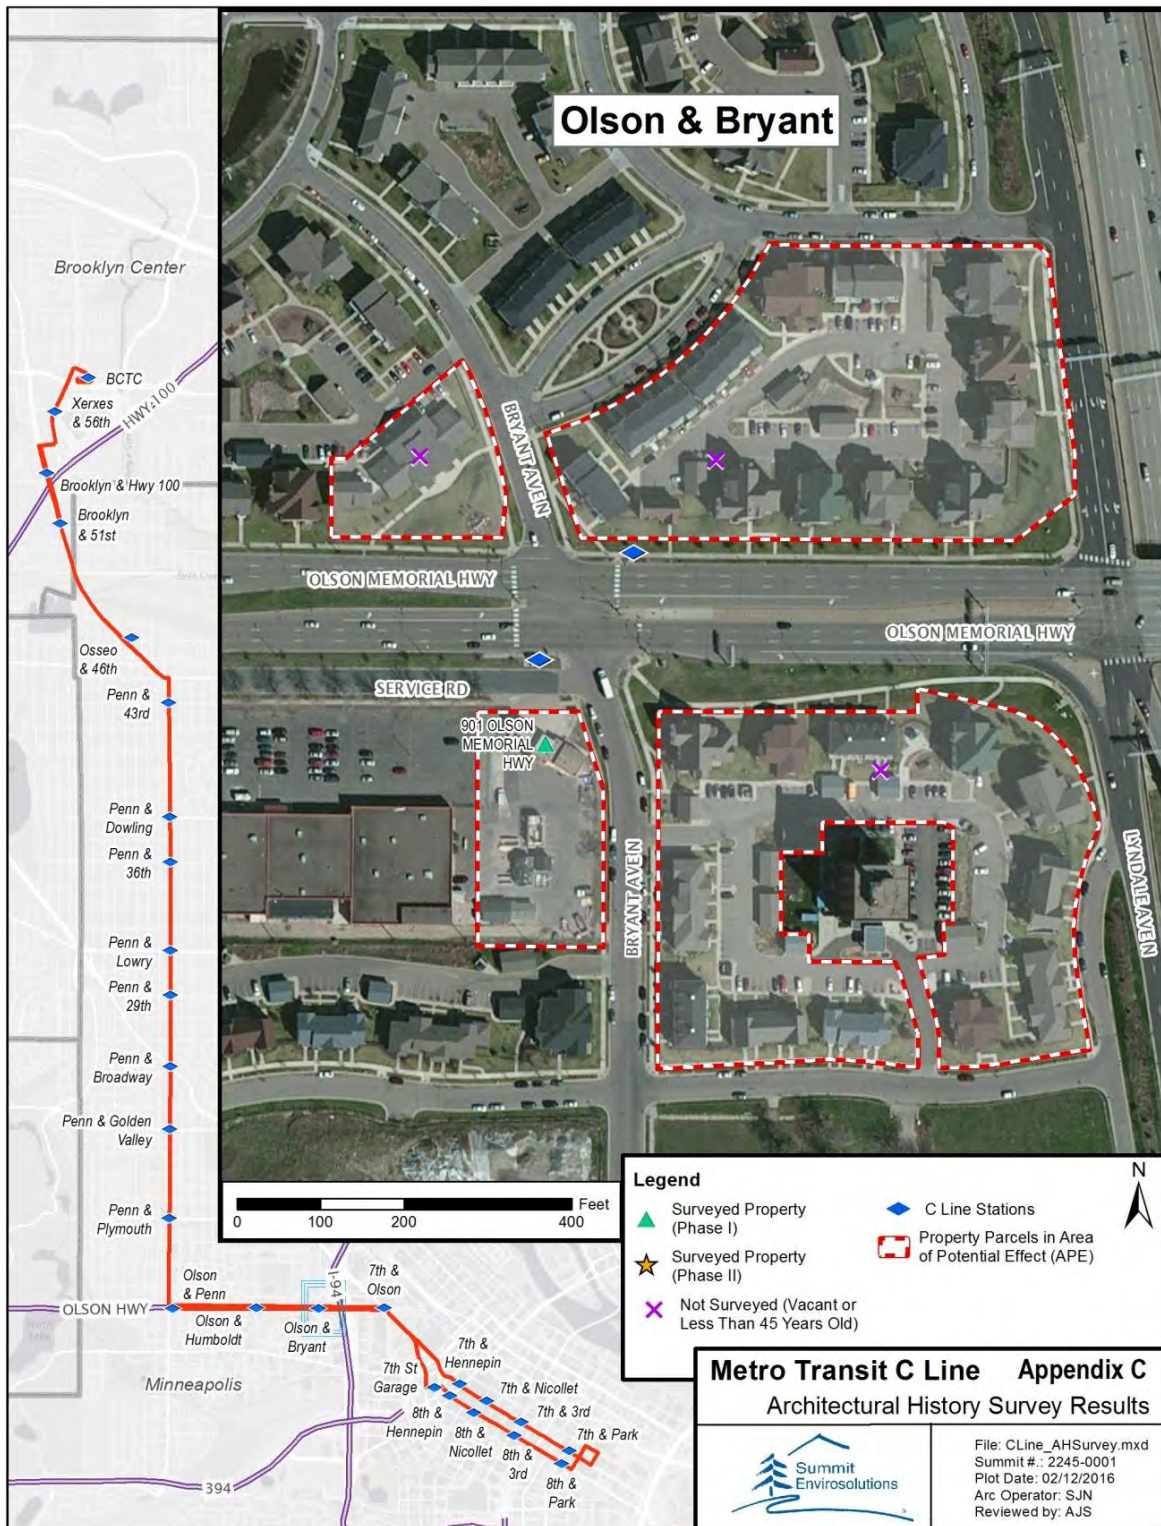 Olson & Bryant
BRYANT AVE N
OLSON MEMORIAL HWY
OLSON MEMORIAL HWY
SERVICE RD
901 OLSON
MEMORIAL
HWY
BRYANT AVE N
LYNDALE AVE N
Feet
0
100
200
400
Legend
Surveyed Property
(Phase I)
Surveyed Property
(Phase II)
Not Surveyed (Vacant or
Less Than 45 Years Old)
C Line Stations
Property Parcels in Area
of Potential Effect (APE)
N
Brooklyn Center
BCTC
HWY 100
Xerxes
& 56th
Brooklyn & Hwy 100
Brooklyn
& 51st
Osseo
& 46th
Penn &
43rd
Penn &
Dowling
Penn &
36th
Penn &
Lowry
Penn &
29th
Penn &
Broadway
Penn & Golden
Valley
Penn &
Plymouth
OLSON HWY
Olson
& Penn
Olson &
Humboldt
Olson &
Bryant
I-94
7th &
Olson
Minneapolis
7th St
Garage
7th &
Hennepin
7th & Nicollet
7th & 3rd
7th & Park
8th &
Hennepin
8th &
Nicollet
8th &
3rd
8th &
Park
394
Metro Transit C Line Appendix C
Architectural History Survey Results
Summit
Envirosolutions
File: CLine_AHSurvey.mxd
Summit #.: 2245-0001
Plot Date: 02/12/2016
Arc Operator: SJN
Reviewed by: AJS